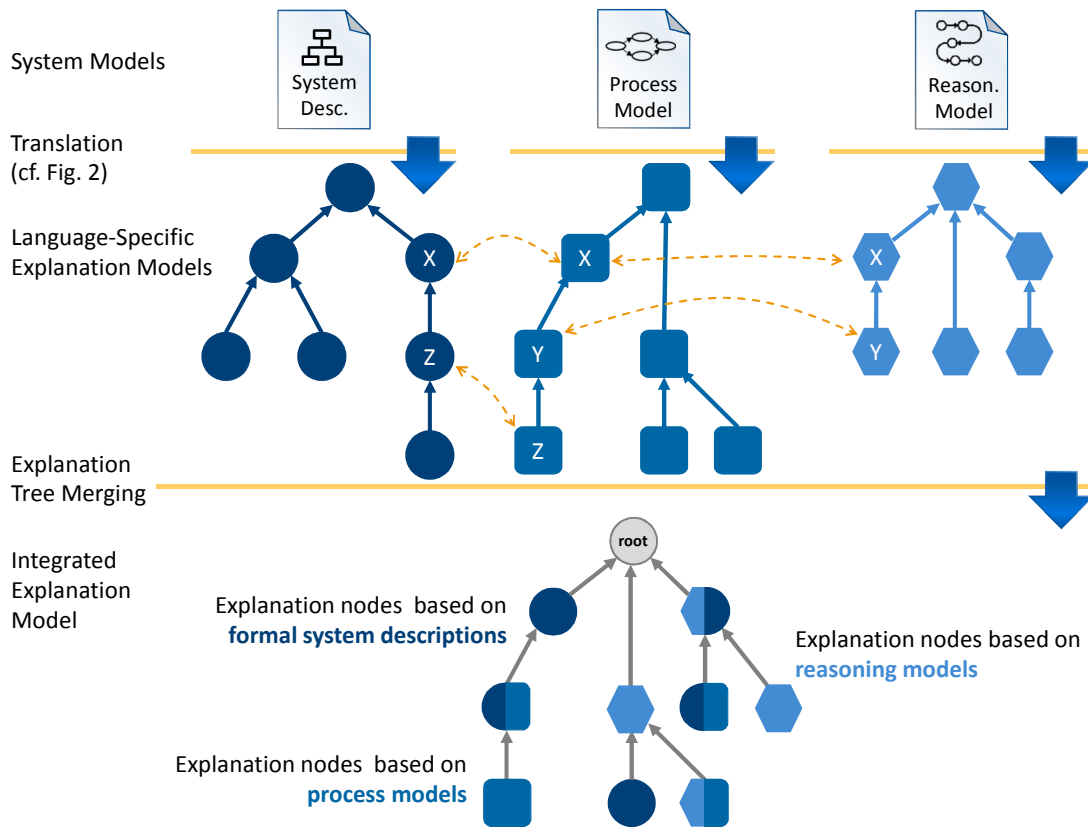 System Models
System
Desc.
Process
Model
Reason.
Model
Translation
(cf. Fig. 2)
Language-Specific
Explanation Models
X
X
X
Z
Y
Y
Z
Explanation
Tree Merging
Integrated
Explanation
Model
root
Explanation nodes based on
formal system descriptions
Explanation nodes based on
reasoning models
Explanation nodes based on
process models